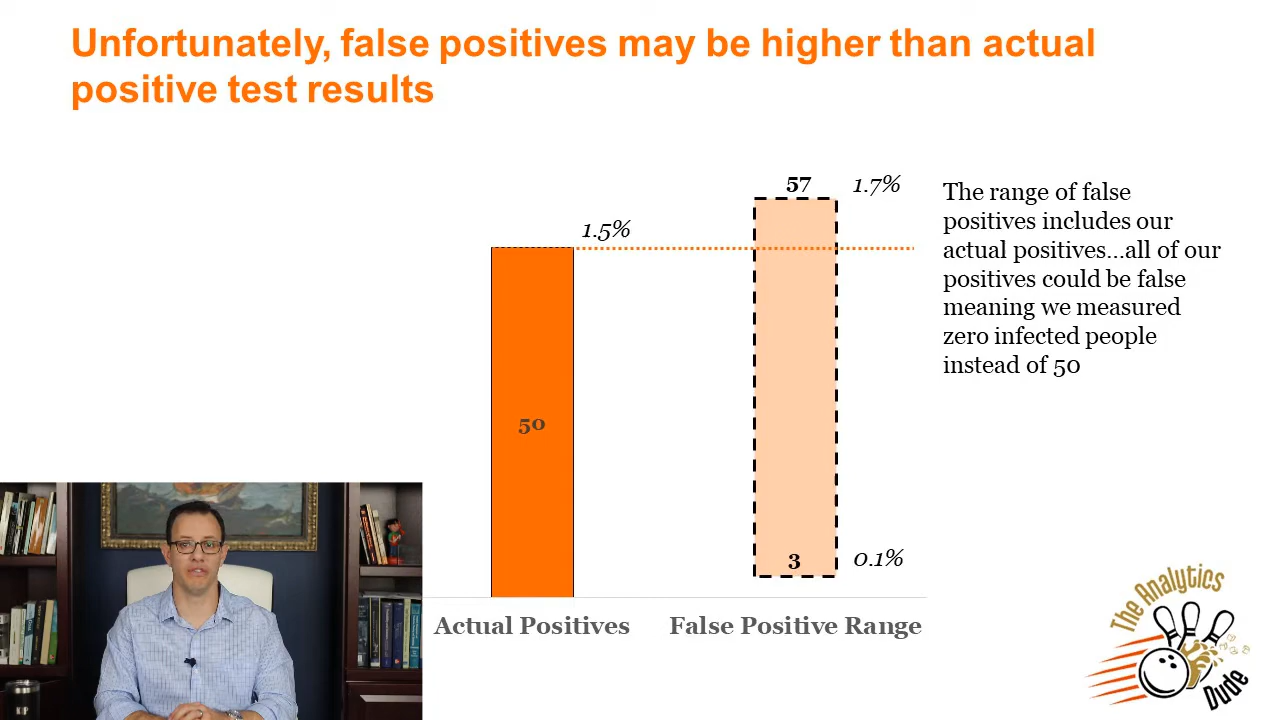 Unfortunately, false positives may be higher than actual
positive test results
57
1.7%
1.5%
50
3
0.1%
Actual Positives
False Positive Range
The range of false
positives includes our
actual positives...all of our
positives could be false
meaning we measured
zero infected people
instead of 50
The Analytics
Dude